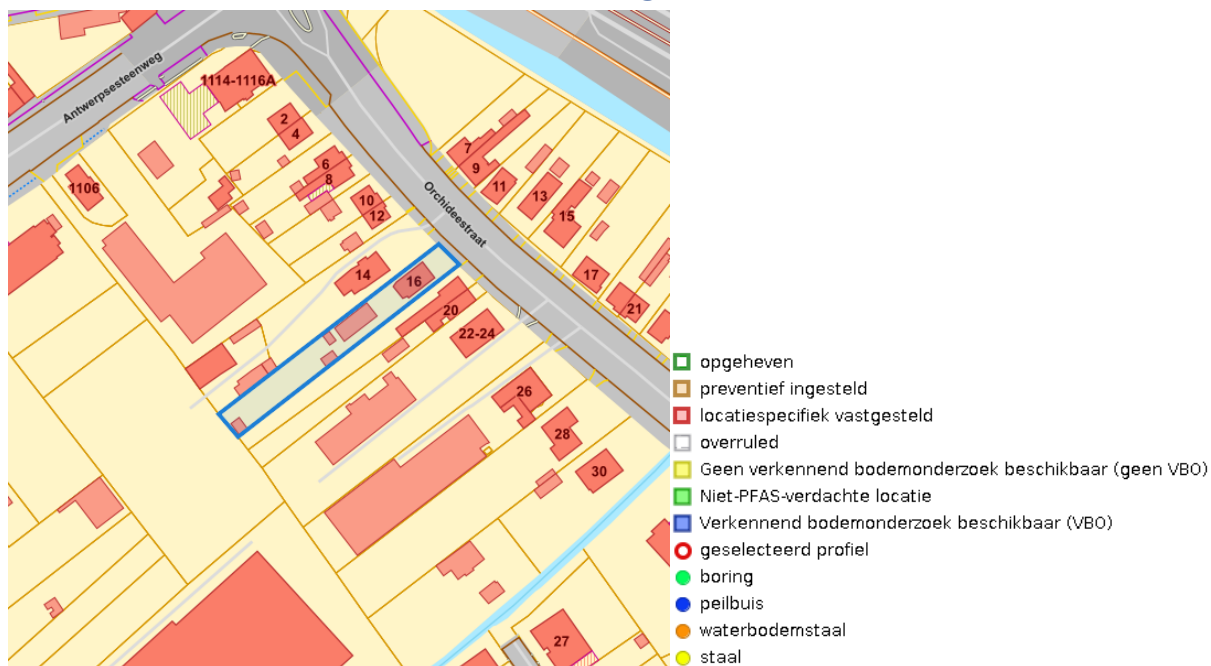 Antwerpsesteenweg
1114-1116A
2
4
6
8
10
12
1106
Orchideestraat
7
9
11
13
15
17
21
14
16
20
22-24
26
28
30
27
opgeheven
preventief ingesteld
locatiespecifiek vastgesteld
overruled
Geen verkennend bodemonderzoek beschikbaar (geen VBO)
Niet-PFAS-verdachte locatie
Verkennend bodemonderzoek beschikbaar (VBO)
geselecteerd profiel
boring
peilbuis
waterbodemstaal
staal